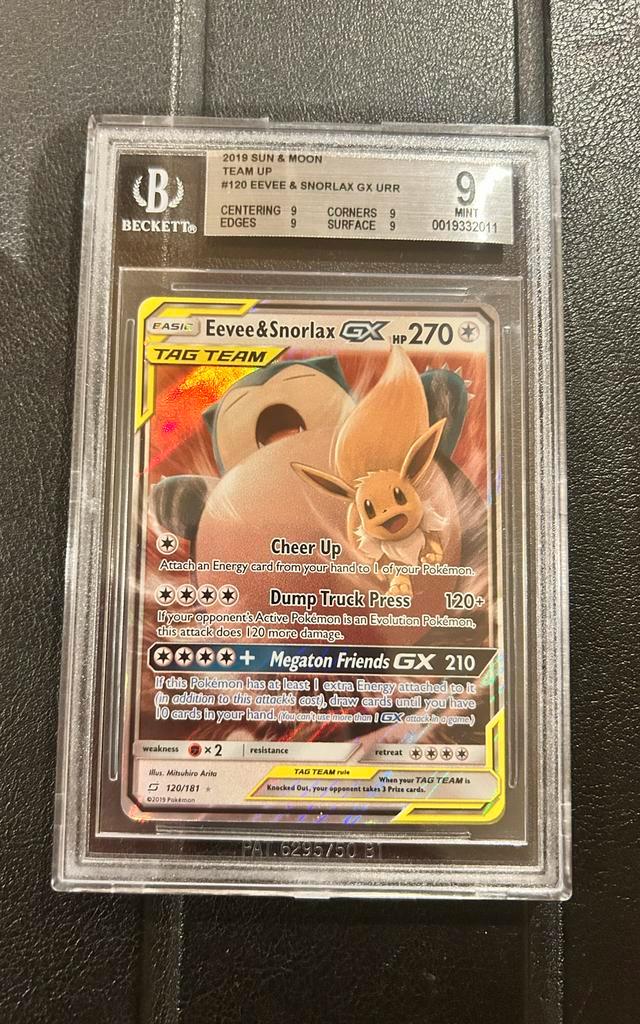 2019 SUN & MOON
TEAM UP
#120 EEVEE & SNORLAX GX URR
CENTERING 9 CORNERS 9
EDGES 9 SURFACE 9
9
MINT
0019332011
B
BECKETT®
BASIC Eevee&Snorlax GX HP 270
TAG TEAM
Cheer Up
Attach an Energy card from your hand to 1 of your Pokémon.
Dump Truck Press 120+
If your opponent's Active Pokémon is an Evolution Pokémon,
this attack does 120 more damage.
+ Megaton Friends GX 210
If this Pokémon has at least 1 extra Energy attached to it
(in addition to this attack's cost), draw cards until you have
10 cards in your hand. (You can't use more than 1 GX attack in a game.)
weakness ×2 resistance retreat
Illus. Mitsuhiro Arita
120/181
©2019 Pokémon
TAG TEAM rule
When your TAG TEAM is
Knocked Out, your opponent takes 3 Prize cards.
PAT. 6295750 B1